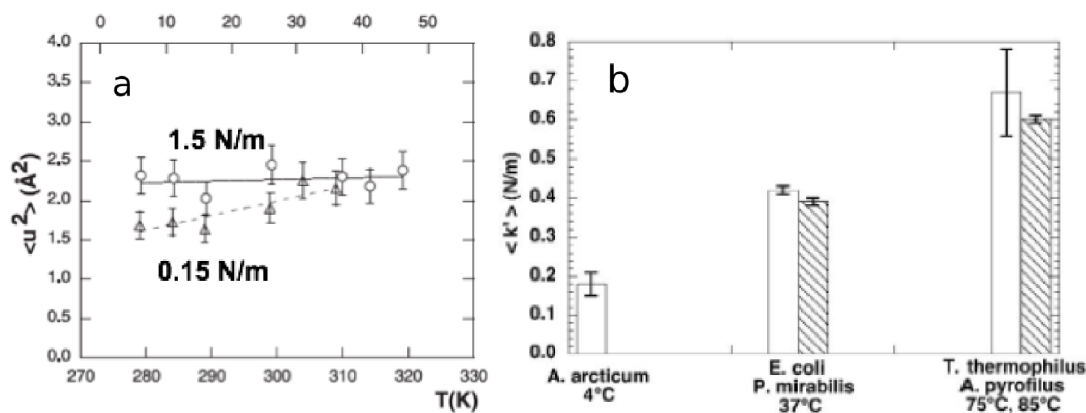 0 10 20 30 40 50
4.0
3.5
3.0
2.5
2.0
1.5
1.0
0.5
0.0
<u²> (Å²)
a
1.5 N/m
0.15 N/m
270 280 290 300 310 320 330
T(K)
0.8
0.7
0.6
0.5
0.4
0.3
0.2
0.1
0.0
< k' > (N/m)
b
A. arcticum
4°C
E. coli
P. mirabilis
37°C
T. thermophilus
A. pyrofilus
75°C, 85°C